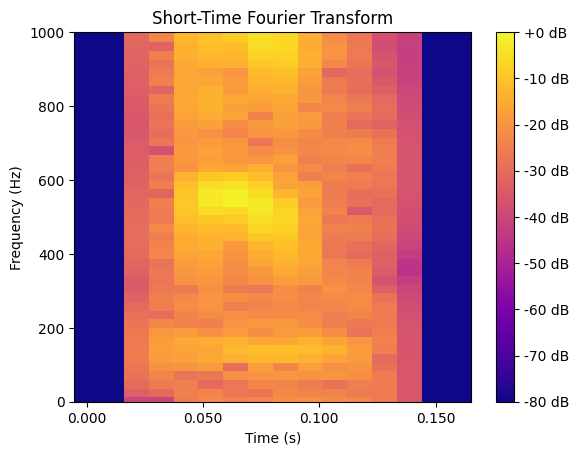 Short-Time Fourier Transform
1000
800
600
400
200
0
Frequency (Hz)
0.000
0.050
0.100
0.150
Time (s)
+0 dB
-10 dB
-20 dB
-30 dB
-40 dB
-50 dB
-60 dB
-70 dB
-80 dB